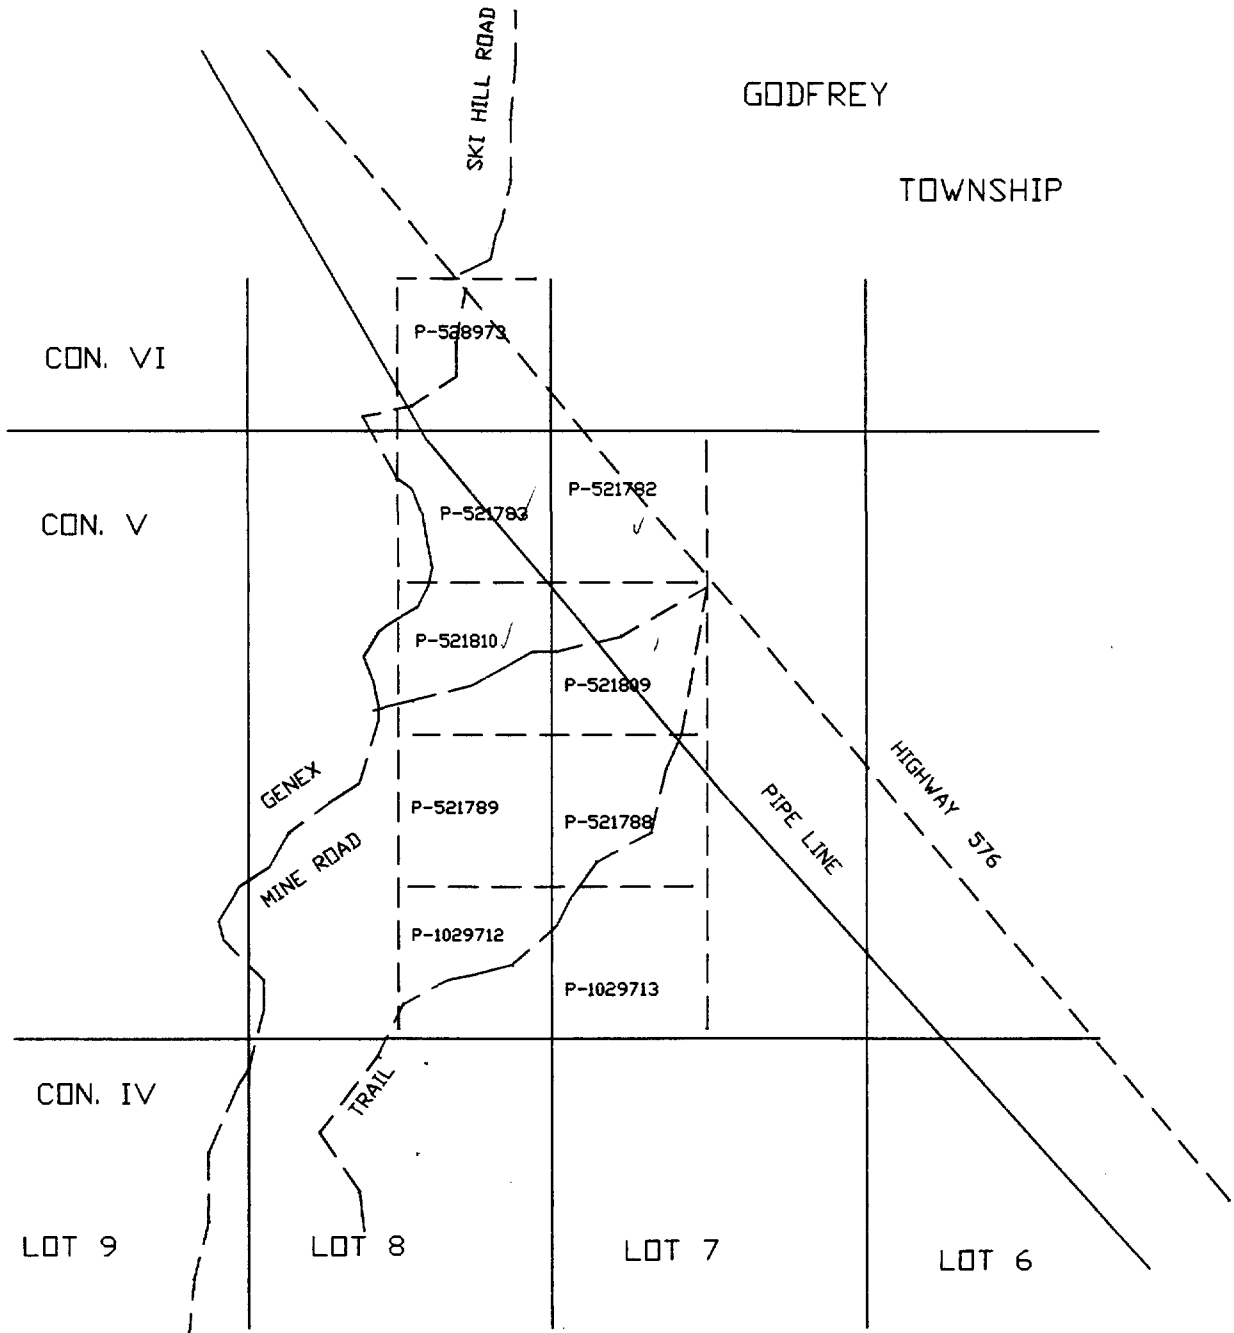 SKI HILL ROAD
GODFREY
TOWNSHIP
P-528973
CON. VI
P-521782
P-521783
CON. V
P-521810
P-521809
GENEX
MINE ROAD
P-521789
P-521788
PIPE LINE
HIGHWAY 576
P-1029712
P-1029713
CON. IV
TRAIL
LOT 9
LOT 8
LOT 7
LOT 6